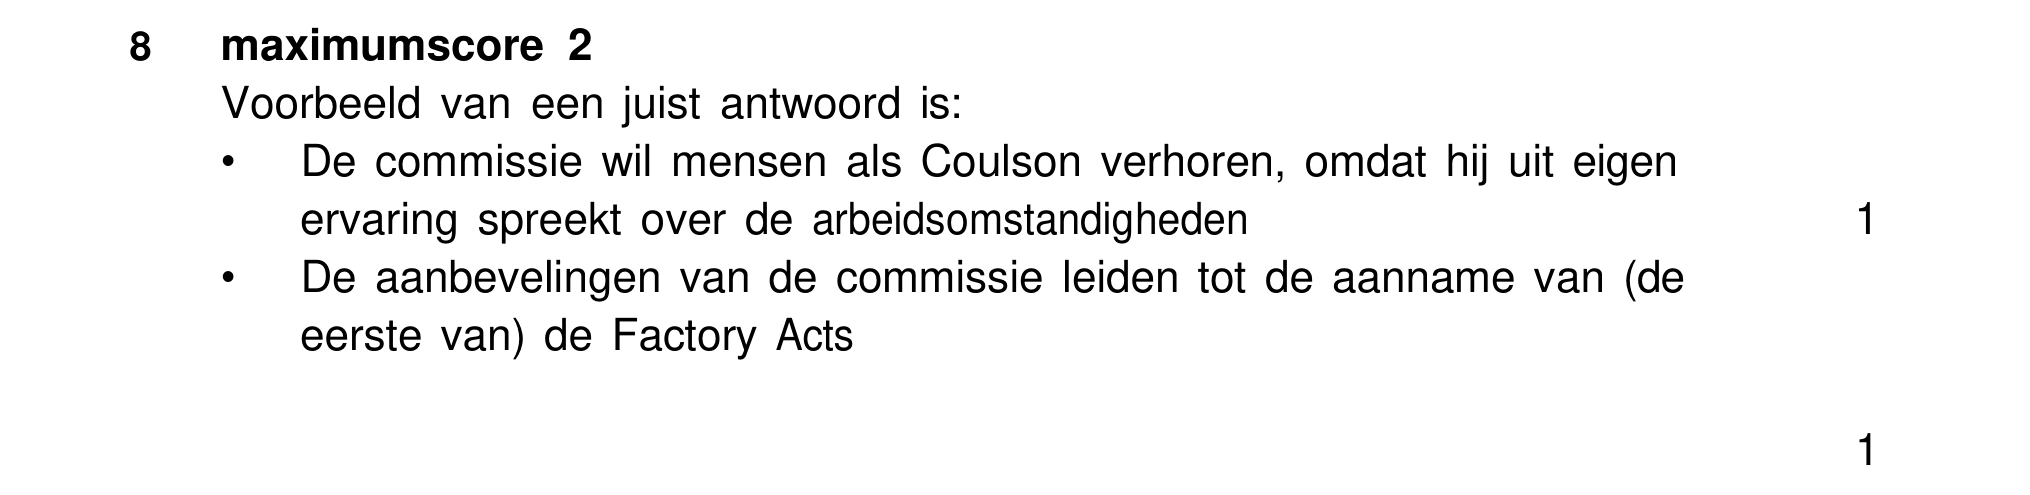 8 maximumscore 2
Voorbeeld van een juist antwoord is:
• De commissie wil mensen als Coulson verhoren, omdat hij uit eigen
ervaring spreekt over de arbeidsomstandigheden 1
• De aanbevelingen van de commissie leiden tot de aanname van (de
eerste van) de Factory Acts
1